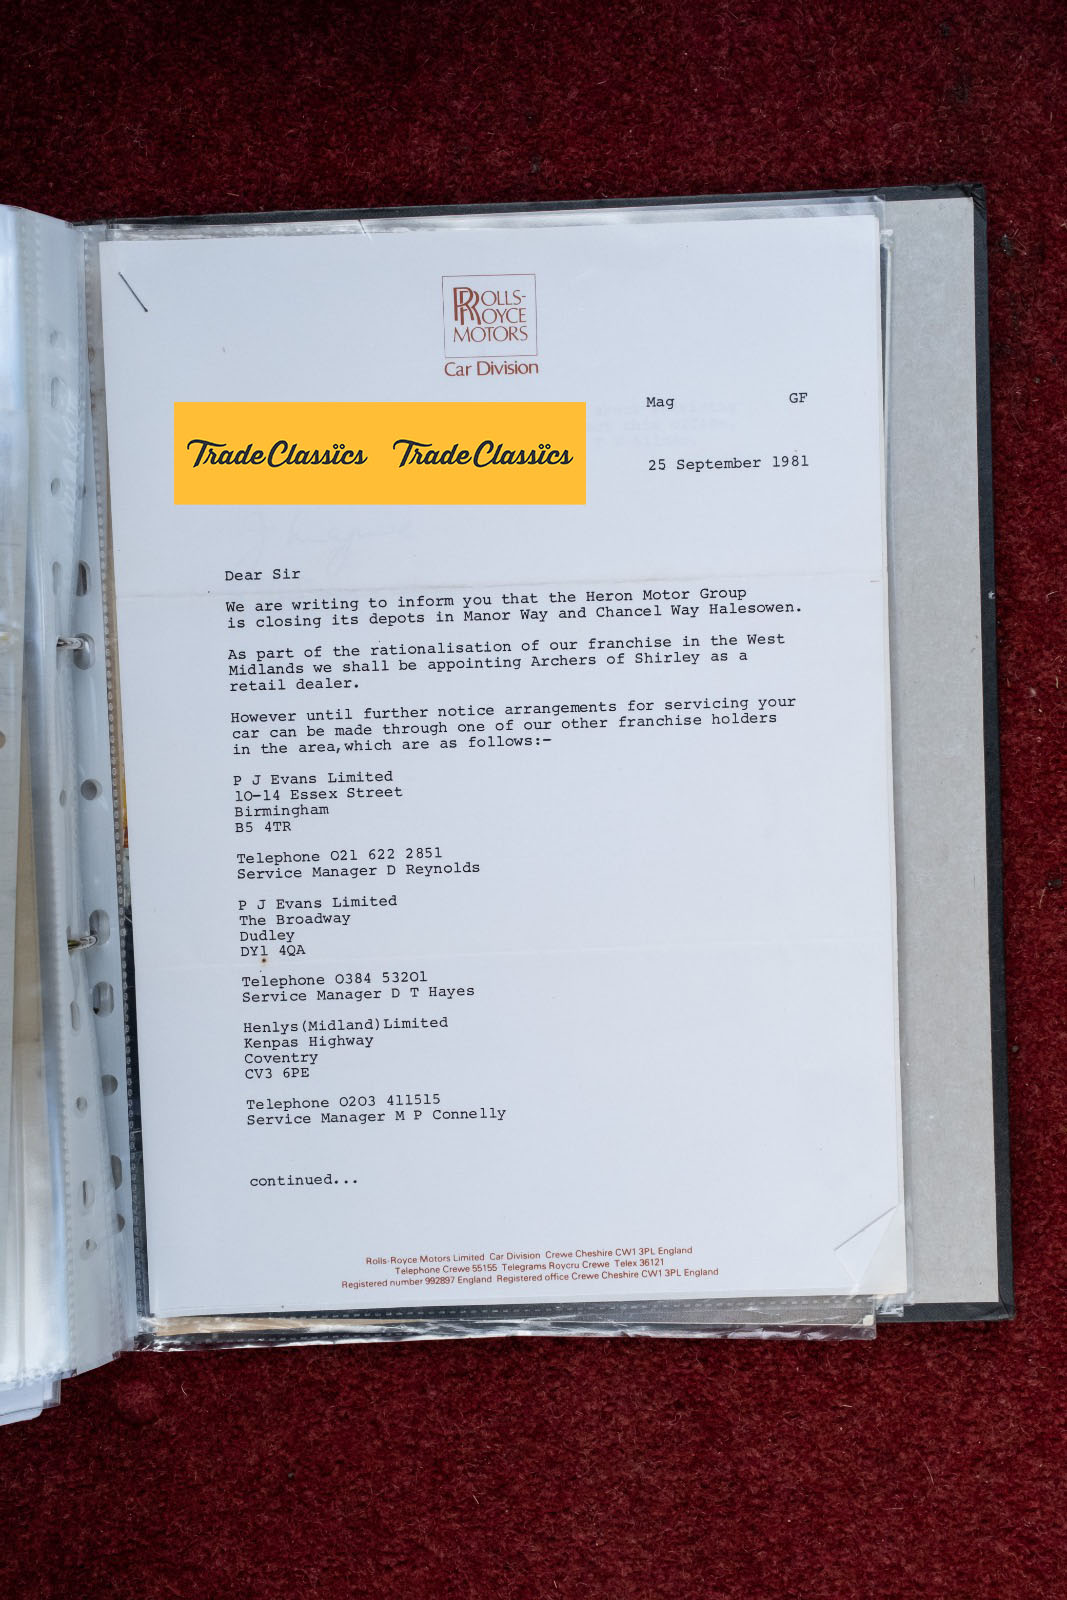 ROLLS-
ROYCE
MOTORS
Car Division
Mag GF
TradeClassics TradeClassics
25 September 1981
Dear Sir
We are writing to inform you that the Heron Motor Group
is closing its depots in Manor Way and Chancel Way Halesowen.
As part of the rationalisation of our franchise in the West
Midlands we shall be appointing Archers of Shirley as a
retail dealer.
However until further notice arrangements for servicing your
car can be made through one of our other franchise holders
in the area,which are as follows:-
P J Evans Limited
10-14 Essex Street
Birmingham
B5 4TR
Telephone 021 622 2851
Service Manager D Reynolds
P J Evans Limited
The Broadway
Dudley
DY1 4QA
Telephone 0384 53201
Service Manager D T Hayes
Henlys(Midland)Limited
Kenpas Highway
Coventry
CV3 6PE
Telephone 0203 411515
Service Manager M P Connelly
continued...
Rolls-Royce Motors Limited Car Division Crewe Cheshire CW1 3PL England
Telephone Crewe 55155 Telegrams Roycru Crewe Telex 36121
Registered number 992897 England Registered office Crewe Cheshire CW1 3PL England